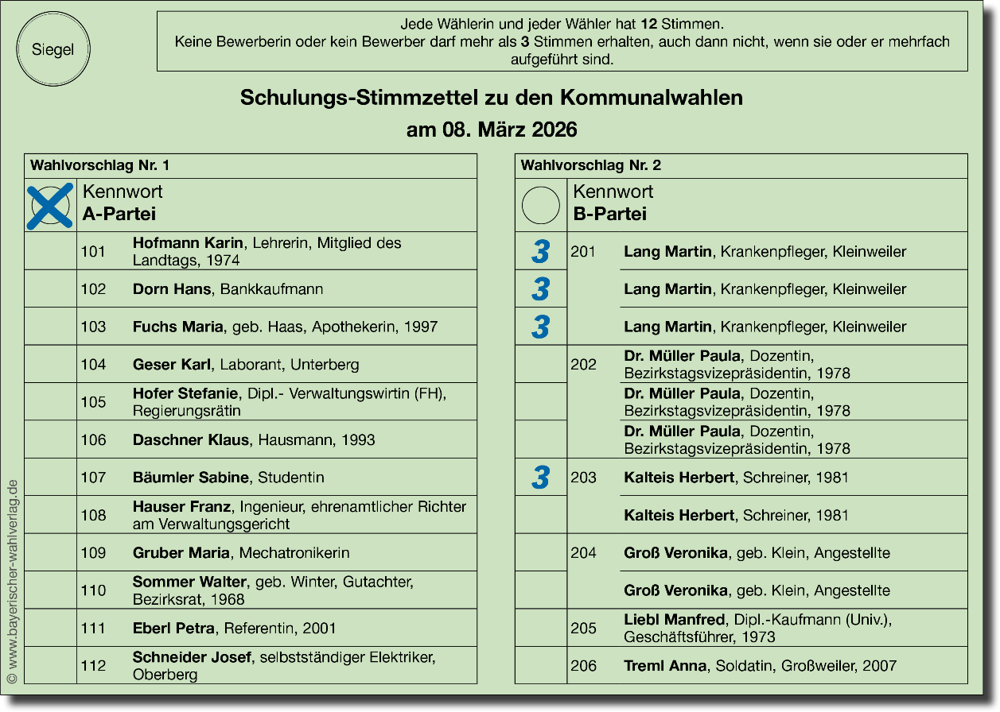 Siegel
Jede Wählerin und jeder Wähler hat 12 Stimmen.
Keine Bewerberin oder kein Bewerber darf mehr als 3 Stimmen erhalten, auch dann nicht, wenn sie oder er mehrfach
aufgeführt sind.
Schulungs-Stimmzettel zu den Kommunalwahlen
am 08. März 2026
Wahlvorschlag Nr. 1
X Kennwort
A-Partei
101 Hofmann Karin, Lehrerin, Mitglied des
Landtags, 1974
102 Dorn Hans, Bankkaufmann
103 Fuchs Maria, geb. Haas, Apothekerin, 1997
104 Geser Karl, Laborant, Unterberg
105 Hofer Stefanie, Dipl.- Verwaltungswirtin (FH),
Regierungsrätin
106 Daschner Klaus, Hausmann, 1993
107 Bäumler Sabine, Studentin
108 Hauser Franz, Ingenieur, ehrenamtlicher Richter
am Verwaltungsgericht
109 Gruber Maria, Mechatronikerin
110 Sommer Walter, geb. Winter, Gutachter,
Bezirksrat, 1968
111 Eberl Petra, Referentin, 2001
112 Schneider Josef, selbstständiger Elektriker,
Oberberg
Wahlvorschlag Nr. 2
Kennwort
B-Partei
3 201 Lang Martin, Krankenpfleger, Kleinweiler
3 Lang Martin, Krankenpfleger, Kleinweiler
3 Lang Martin, Krankenpfleger, Kleinweiler
202 Dr. Müller Paula, Dozentin,
Bezirkstagsvizepräsidentin, 1978
Dr. Müller Paula, Dozentin,
Bezirkstagsvizepräsidentin, 1978
Dr. Müller Paula, Dozentin,
Bezirkstagsvizepräsidentin, 1978
3 203 Kalteis Herbert, Schreiner, 1981
Kalteis Herbert, Schreiner, 1981
204 Groß Veronika, geb. Klein, Angestellte
Groß Veronika, geb. Klein, Angestellte
205 Liebl Manfred, Dipl.-Kaufmann (Univ.),
Geschäftsführer, 1973
206 Treml Anna, Soldatin, Großweiler, 2007
© www.bayerischer-wahlverlag.de